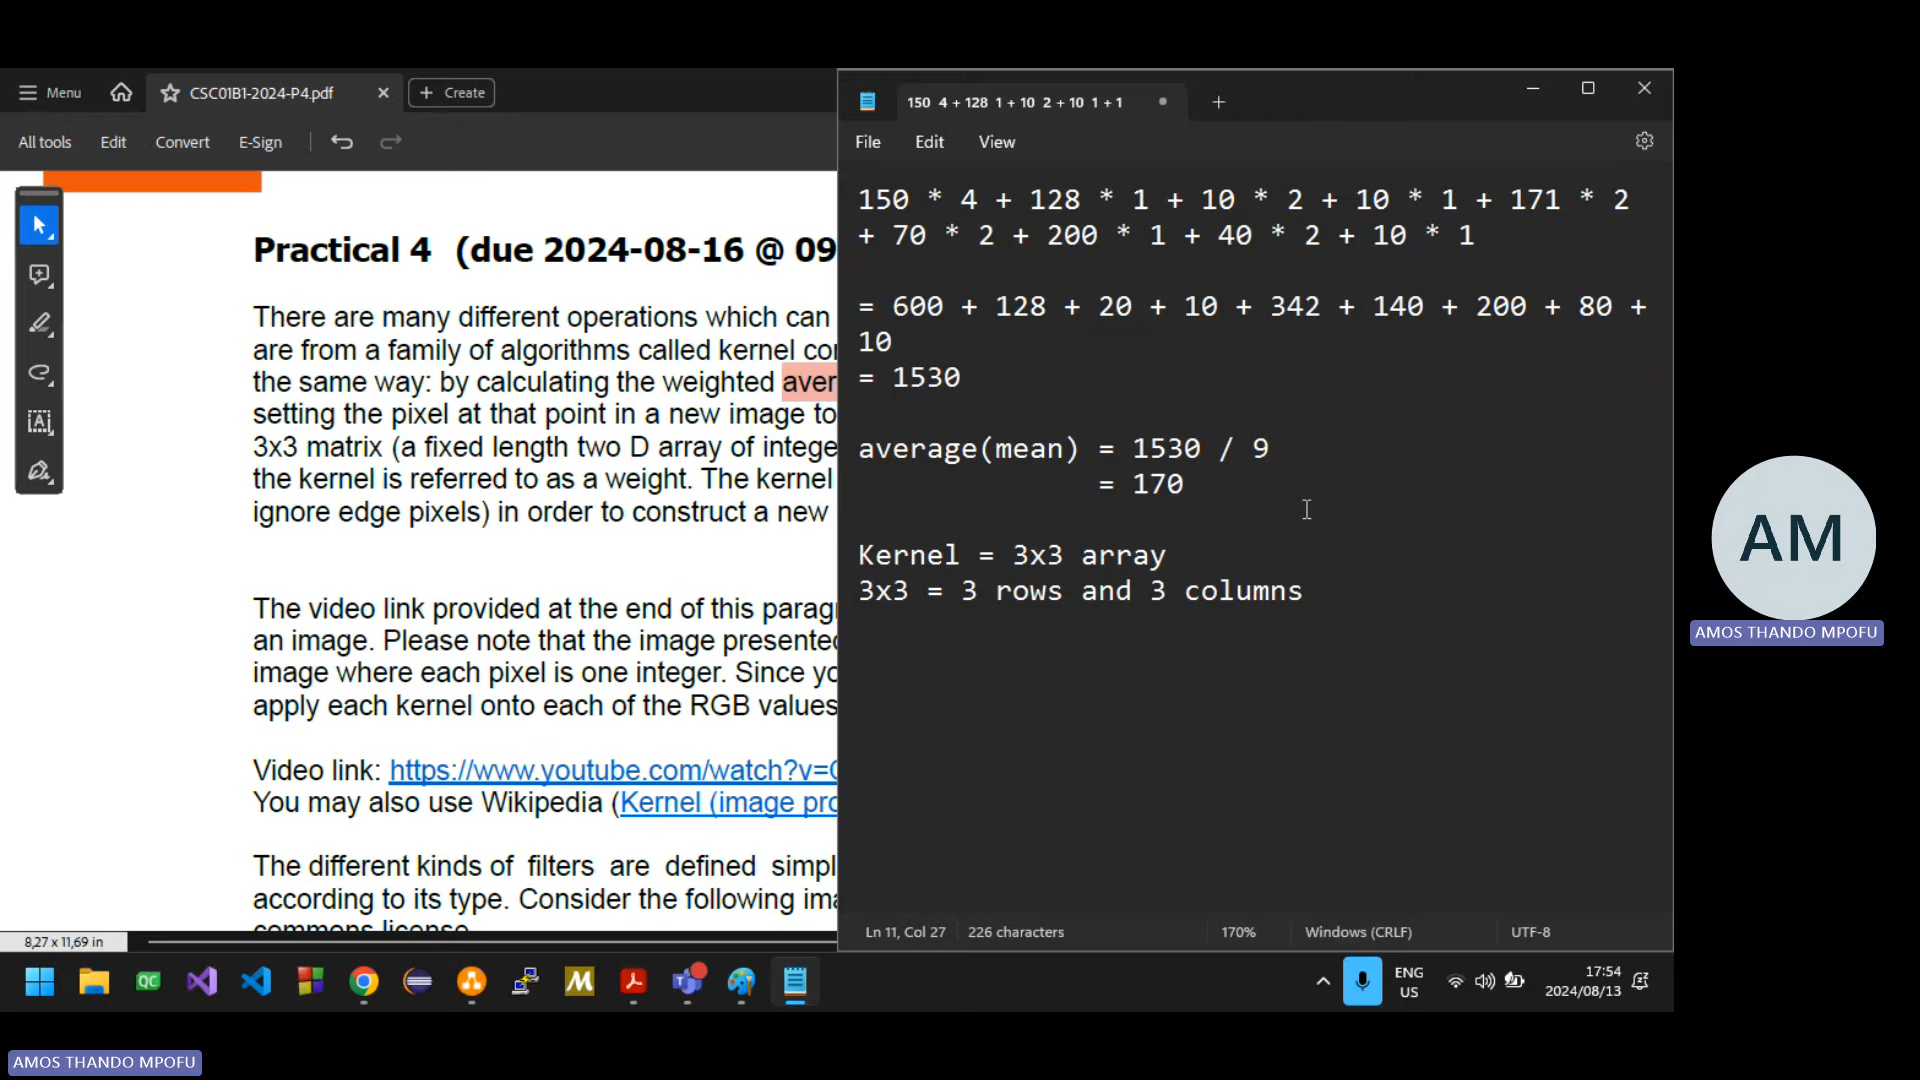 Menu
CSC01B1-2024-P4.pdf
Create
All tools
Edit
Convert
E-Sign
Practical 4 (due 2024-08-16 @ 09
There are many different operations which can
are from a family of algorithms called kernel
the same way: by calculating the weighted aver
setting the pixel at that point in a new image to
3x3 matrix (a fixed length two D array of intege
the kernel is referred to as a weight. The kernel
ignore edge pixels) in order to construct a new
The video link provided at the end of this paragr
an image. Please note that the image presented
image where each pixel is one integer. Since yo
apply each kernel onto each of the RGB values
Video link: https://www.youtube.com/watch?v=
You may also use Wikipedia (Kernel (image pro
The different kinds of filters are defined simpl
according to its type. Consider the following ima
commons license
8,27 x 11,69 in
150 4 + 128 1 + 10 2 + 10 1 + 1
File
Edit
View
150 * 4 + 128 * 1 + 10 * 2 + 10 * 1 + 171 * 2
+ 70 * 2 + 200 * 1 + 40 * 2 + 10 * 1
= 600 + 128 + 20 + 10 + 342 + 140 + 200 + 80 +
10
= 1530
average(mean) = 1530 / 9
= 170
Kernel = 3x3 array
3x3 = 3 rows and 3 columns
Ln 11, Col 27
226 characters
170%
Windows (CRLF)
UTF-8
QC
M
ENG
US
17:54
2024/08/13
AM
AMOS THANDO MPOFU
AMOS THANDO MPOFU